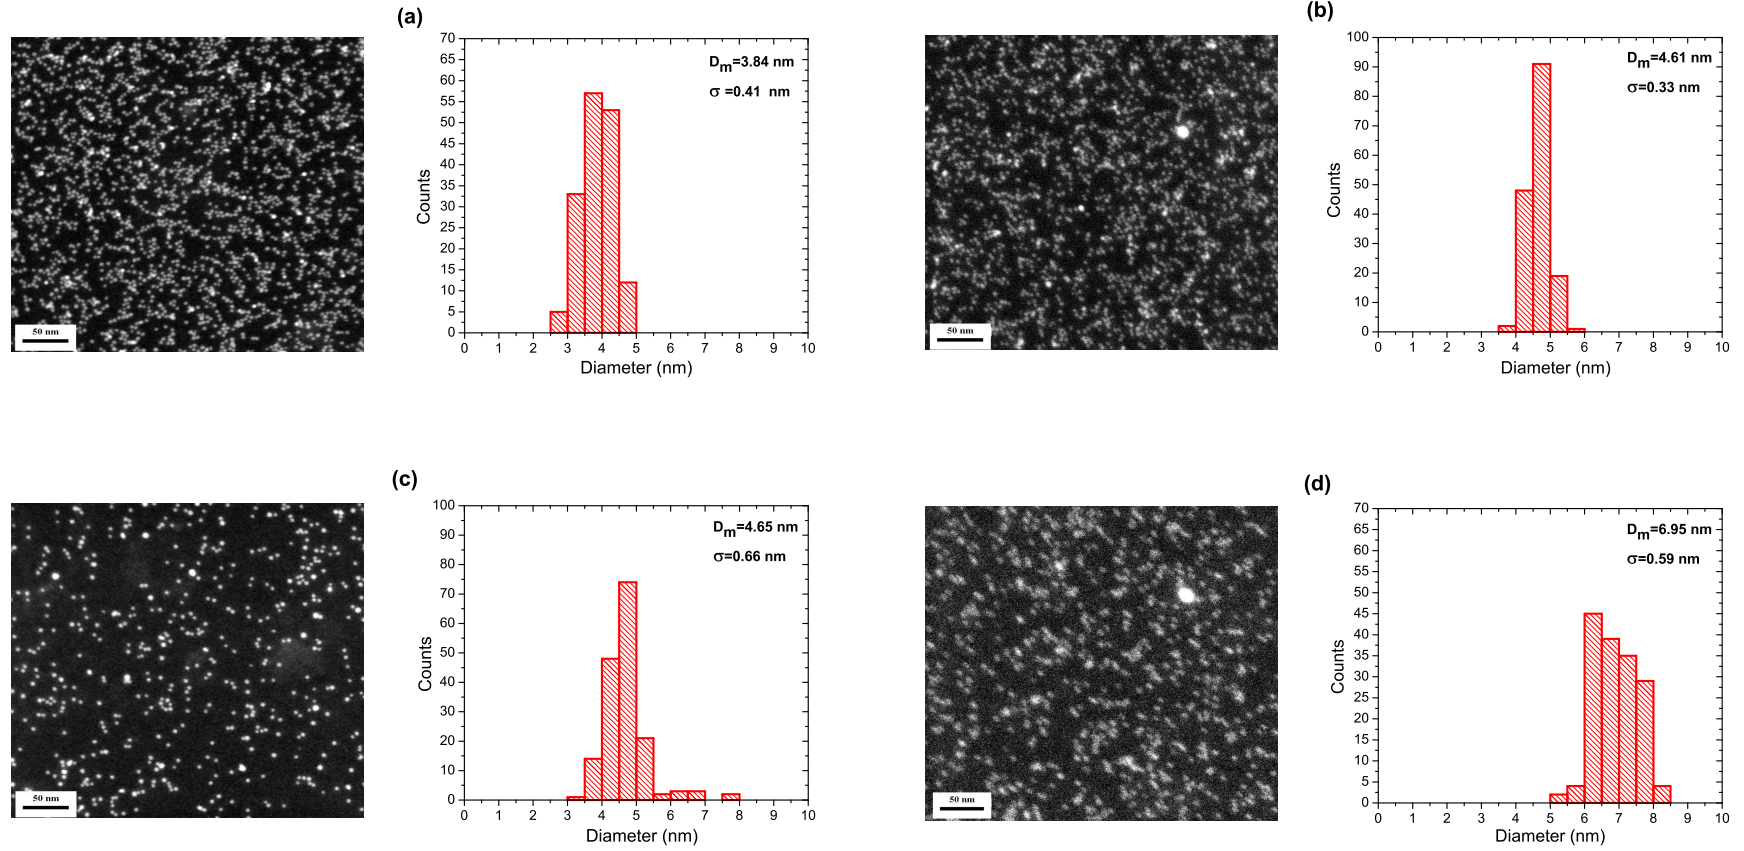 (a)
70
65
60
55
50
45
40
35
30
25
20
15
10
5
0
Counts
D_m=3.84 nm
σ =0.41 nm
0 1 2 3 4 5 6 7 8 9 10
Diameter (nm)
50 nm
(b)
100
90
80
70
60
50
40
30
20
10
0
Counts
D_m=4.61 nm
σ=0.33 nm
0 1 2 3 4 5 6 7 8 9 10
Diameter (nm)
50 nm
(c)
100
90
80
70
60
50
40
30
20
10
0
Counts
D_m=4.65 nm
σ=0.66 nm
0 1 2 3 4 5 6 7 8 9 10
Diameter (nm)
50 nm
(d)
70
65
60
55
50
45
40
35
30
25
20
15
10
5
0
Counts
D_m=6.95 nm
σ=0.59 nm
0 1 2 3 4 5 6 7 8 9 10
Diameter (nm)
50 nm